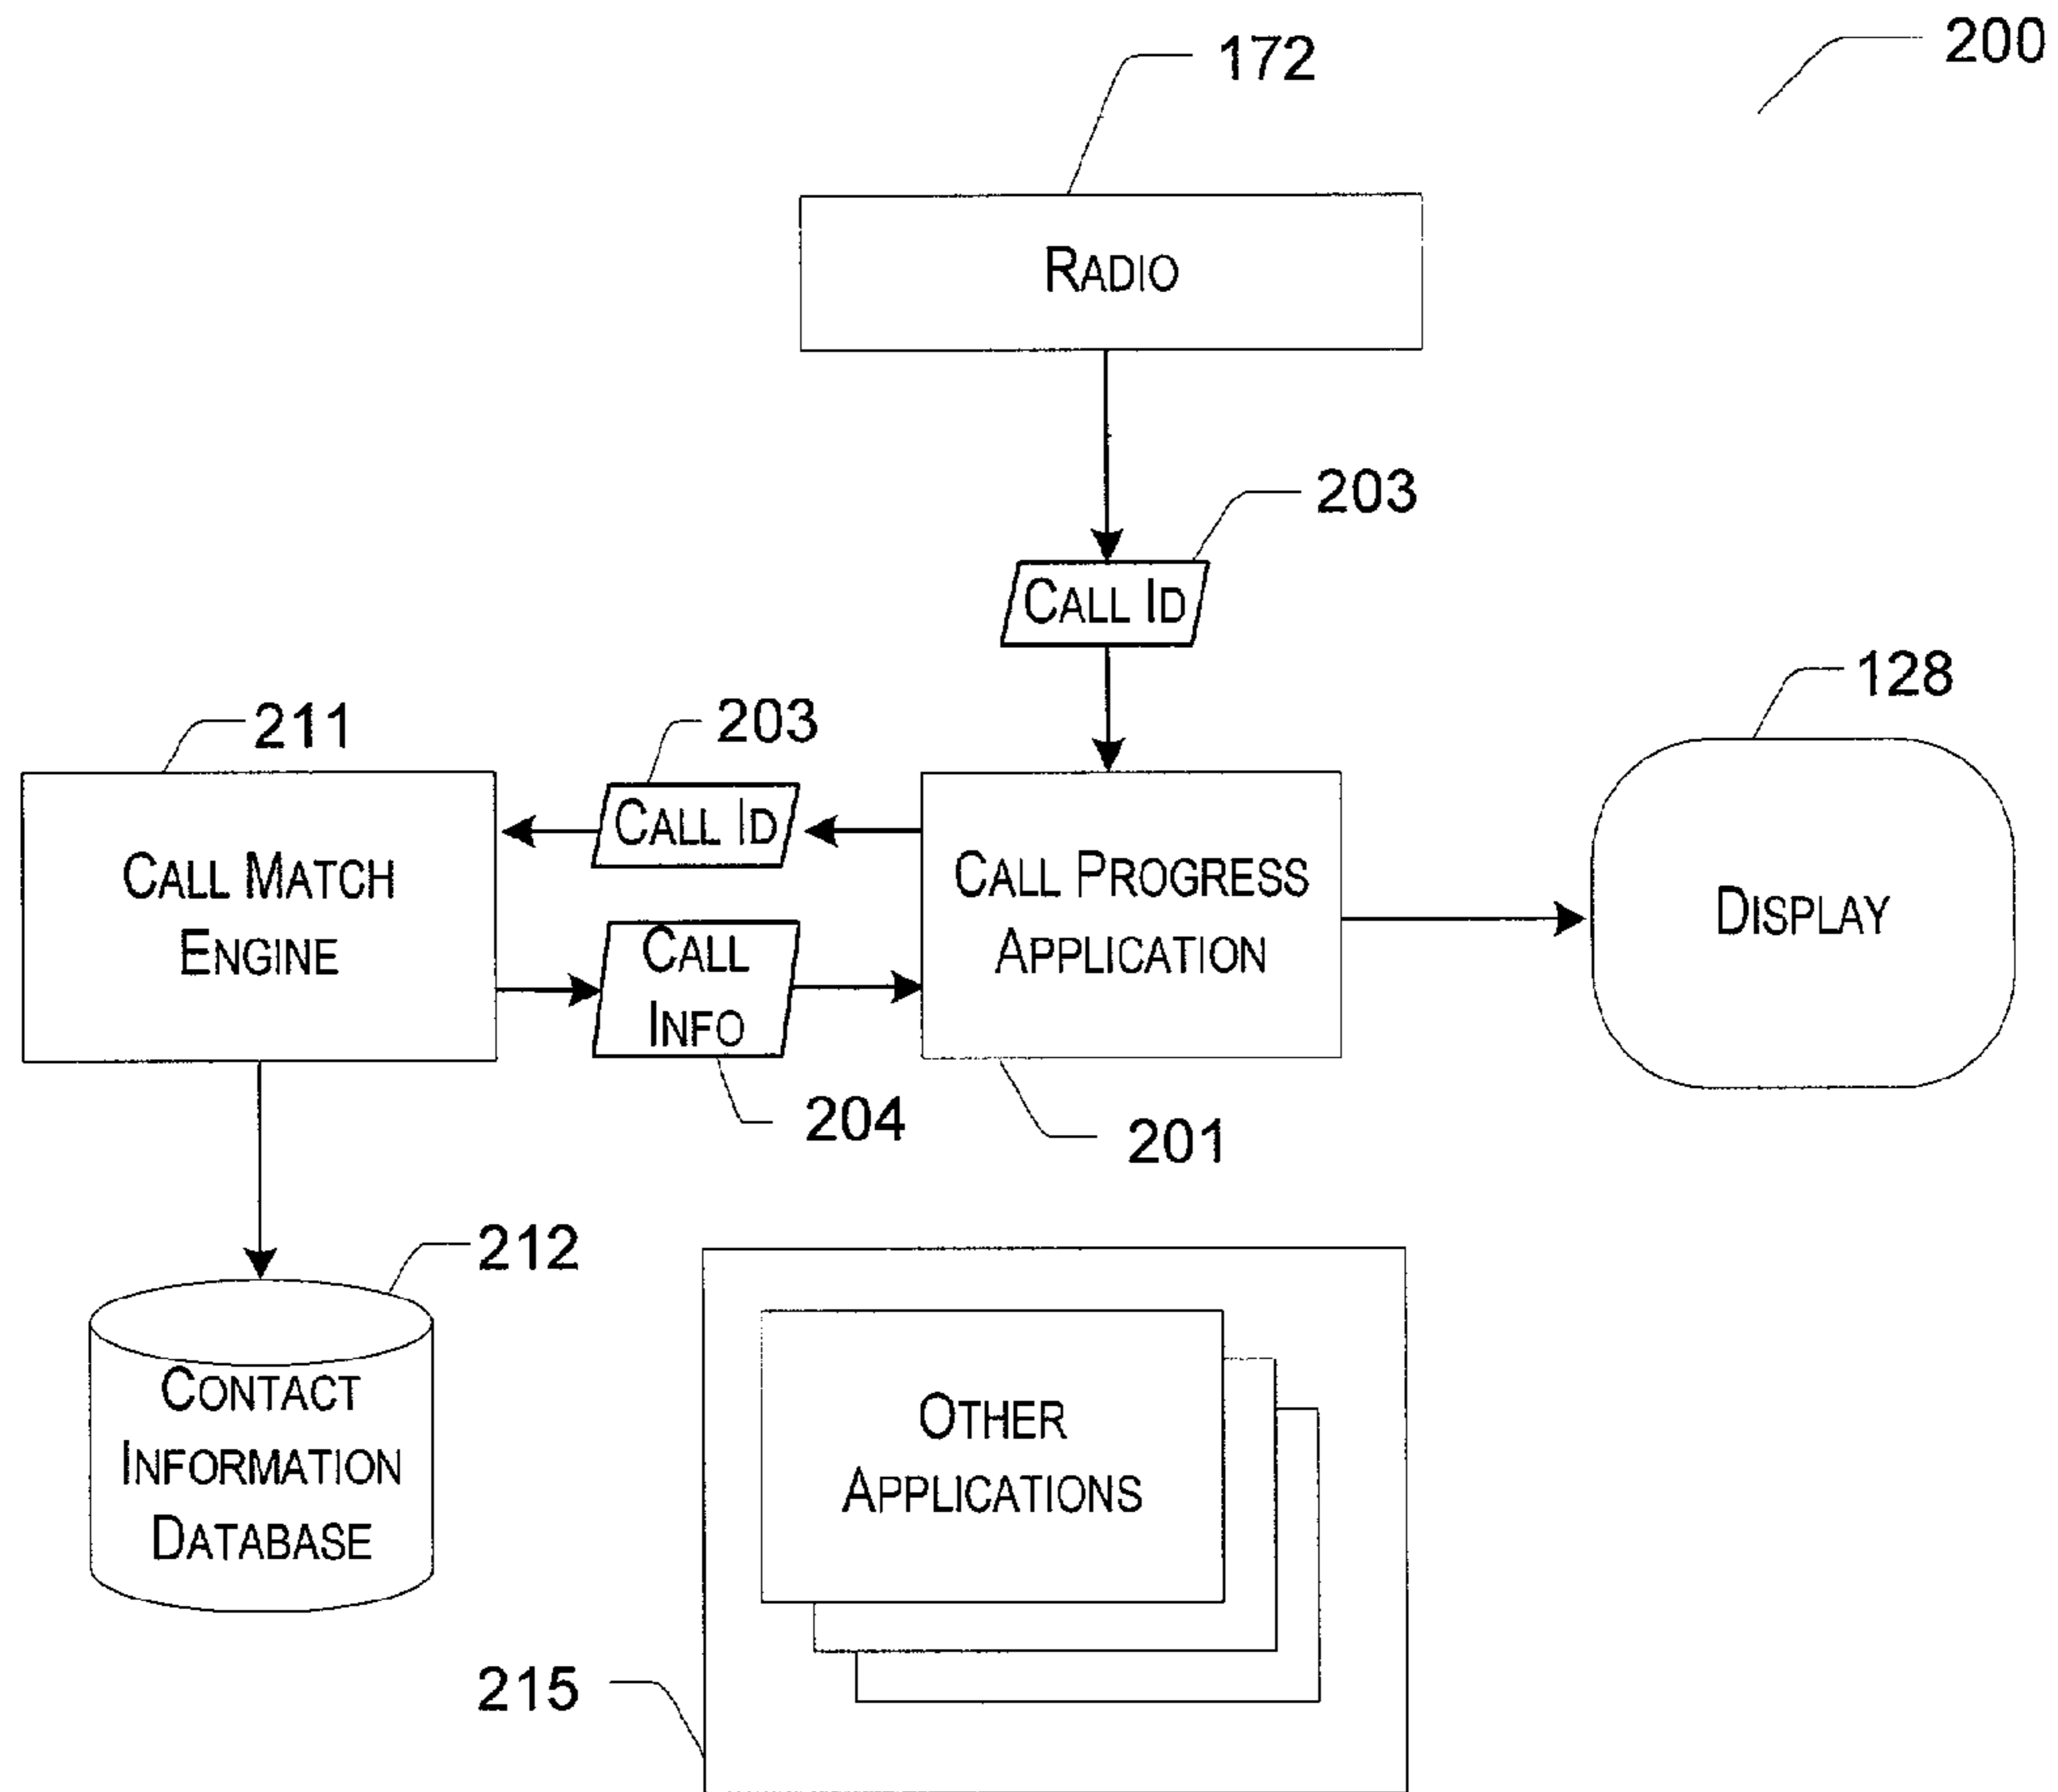 200
172
RADIO
203
CALL ID
128
211
203
CALL ID
CALL MATCH
ENGINE
CALL
INFO
CALL PROGRESS
APPLICATION
DISPLAY
204
201
212
CONTACT
INFORMATION
DATABASE
OTHER
APPLICATIONS
215